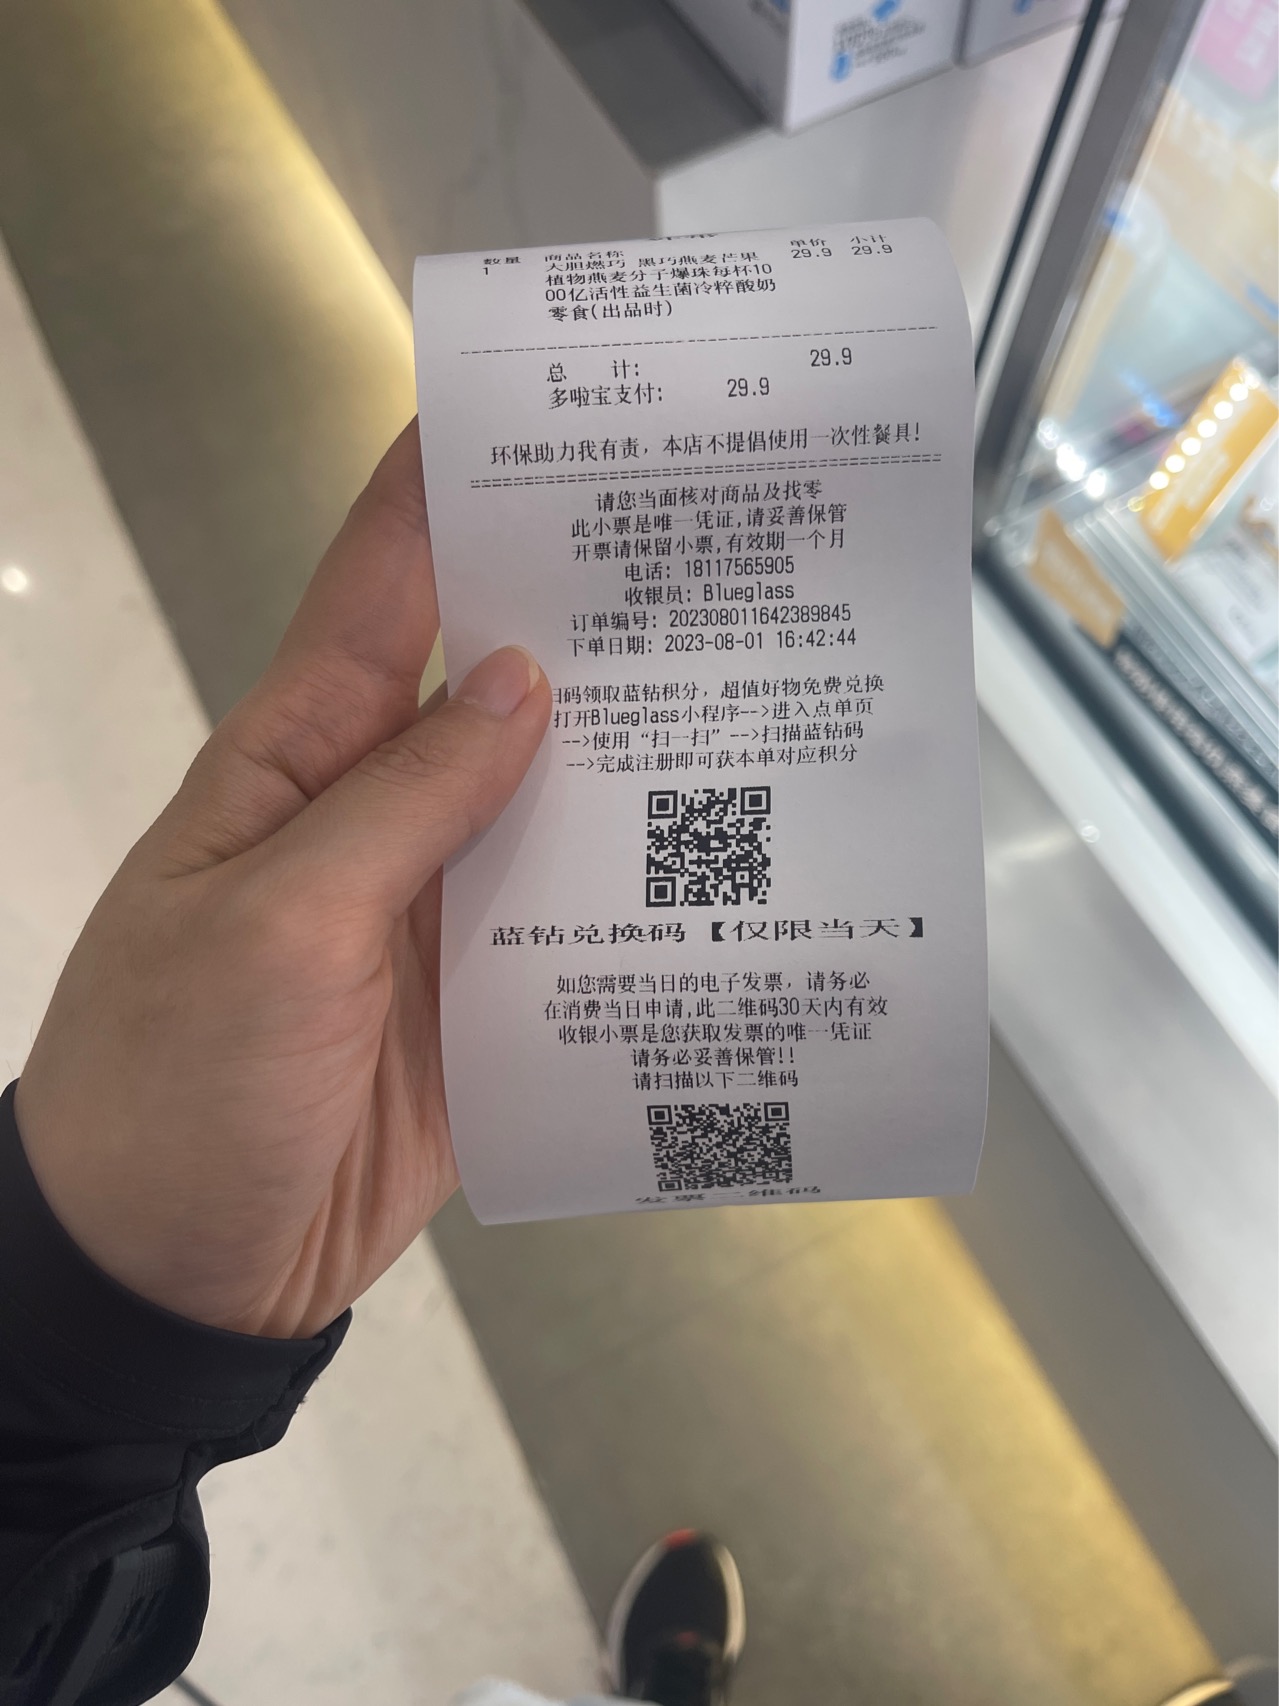 数量 商品名称 单价 小计
1 大胆燃巧 黑巧燕麦芒果 29.9 29.9
植物燕麦分子爆珠每杯10
00亿活性益生菌冷粹酸奶
零食(出品时)
总 计: 29.9
多啦宝支付: 29.9
环保助力我有责，本店不提倡使用一次性餐具!
请您当面核对商品及找零
此小票是唯一凭证,请妥善保管
开票请保留小票,有效期一个月
电话: 18117565905
收银员: Blueglass
订单编号: 202308011642389845
下单日期: 2023-08-01 16:42:44
扫码领取蓝钻积分，超值好物免费兑换
打开Blueglass小程序-->进入点单页
-->使用“扫一扫”-->扫描蓝钻码
-->完成注册即可获本单对应积分
蓝钻兑换码【仅限当天】
如您需要当日的电子发票，请务必
在消费当日申请,此二维码30天内有效
收银小票是您获取发票的唯一凭证
请务必妥善保管!!
请扫描以下二维码
发票二维码